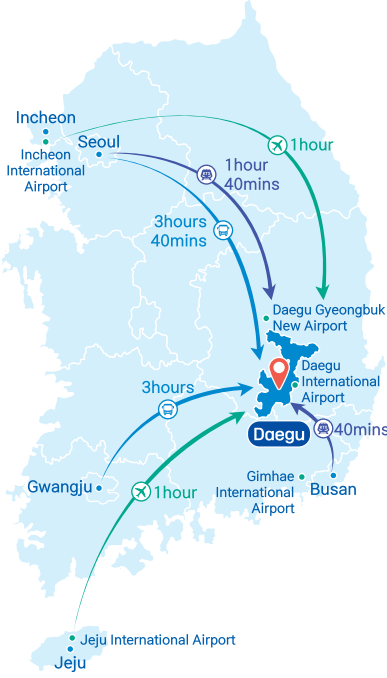 Incheon
Incheon
International
Airport
Seoul
1hour
1hour
40mins
3hours
40mins
Daegu Gyeongbuk
New Airport
Daegu
International
Airport
3hours
Daegu
40mins
Gwangju
1hour
Gimhae
International
Airport
Busan
Jeju International Airport
Jeju